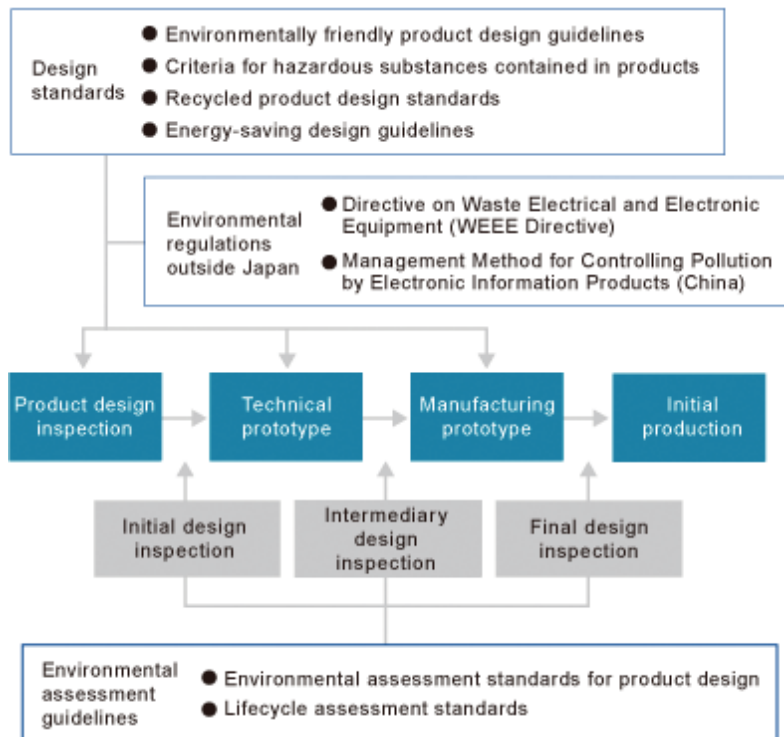 Design
standards
● Environmentally friendly product design guidelines
● Criteria for hazardous substances contained in products
● Recycled product design standards
● Energy-saving design guidelines
Environmental
regulations
outside Japan
● Directive on Waste Electrical and Electronic
Equipment (WEEE Directive)
● Management Method for Controlling Pollution
by Electronic Information Products (China)
Product design
inspection
Technical
prototype
Manufacturing
prototype
Initial
production
Initial design
inspection
Intermediary
design
inspection
Final design
inspection
Environmental
assessment
guidelines
● Environmental assessment standards for product design
● Lifecycle assessment standards